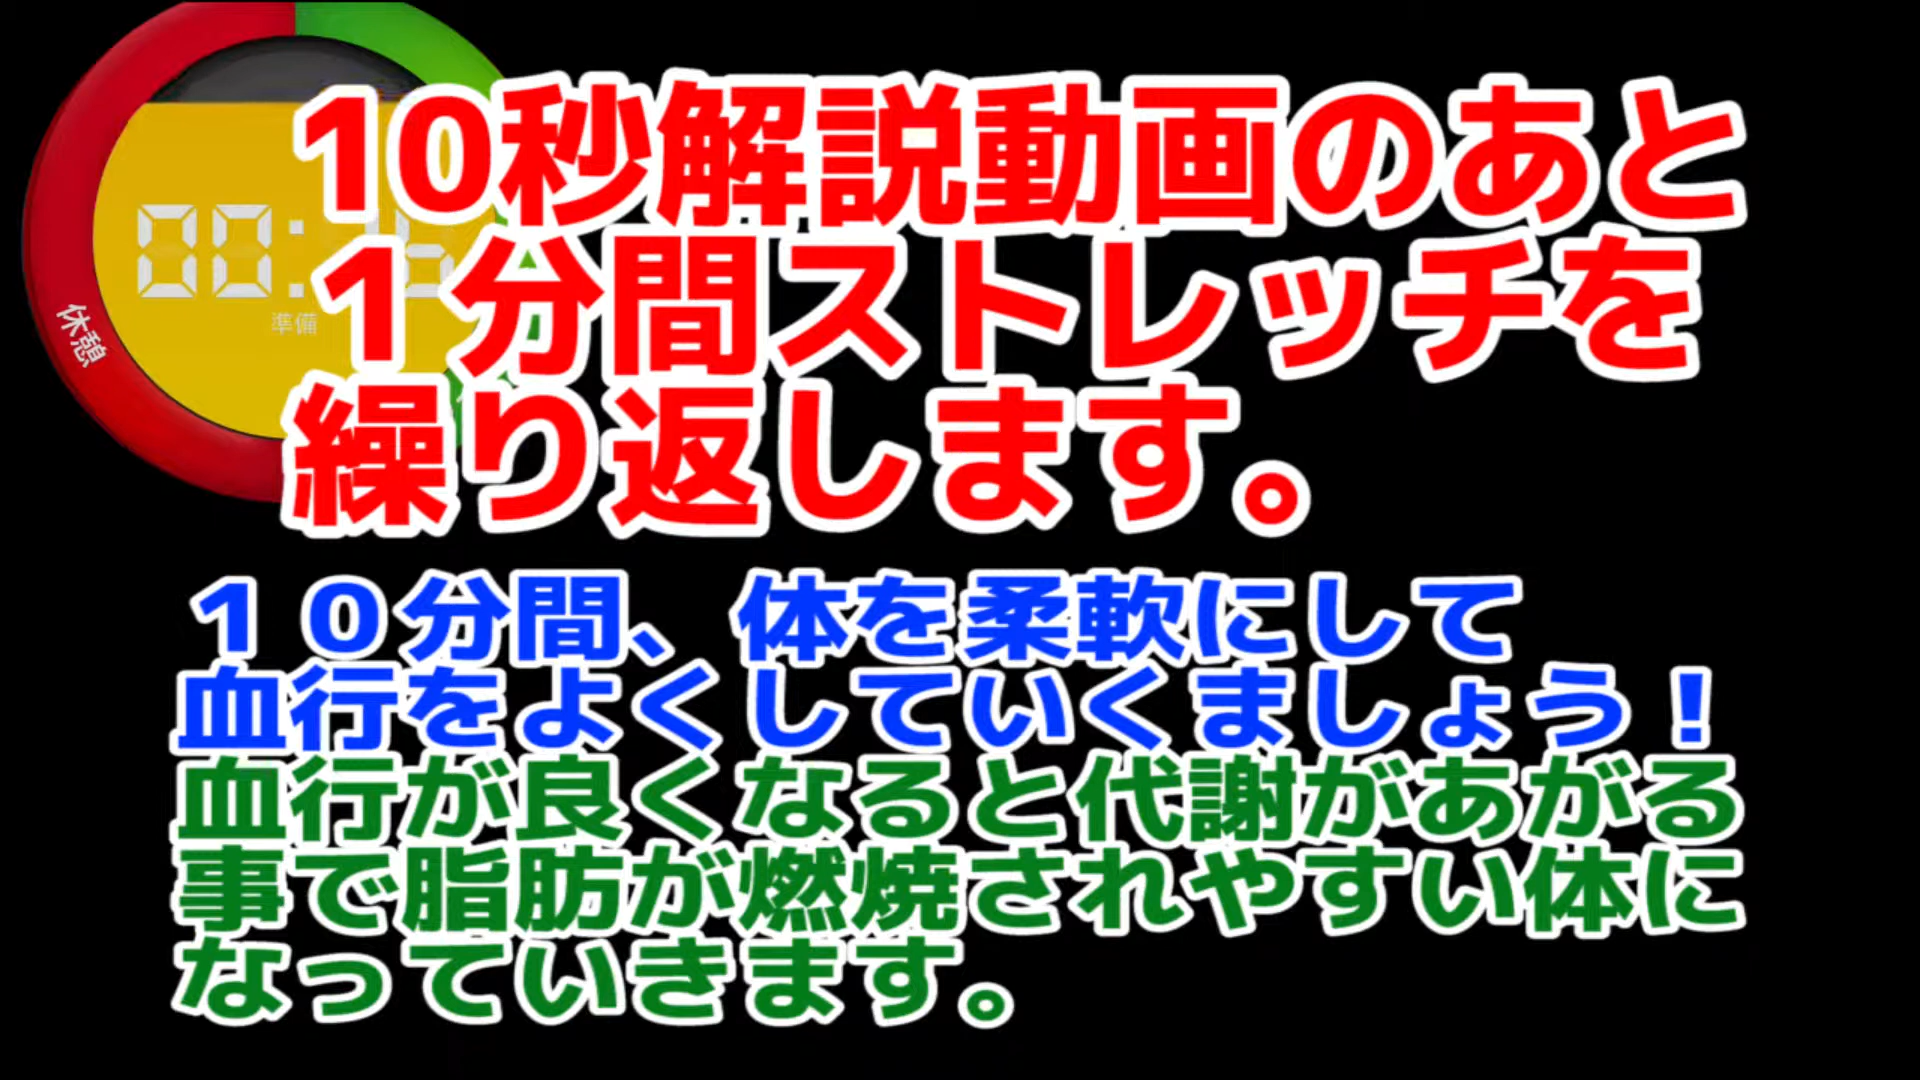 10秒解説動画のあと
１分間ストレッチを
繰り返します。
休憩
準備
１０分間、体を柔軟にして
血行をよくしていくましょう！
血行が良くなると代謝があがる
事で脂肪が燃焼されやすい体に
なっていきます。